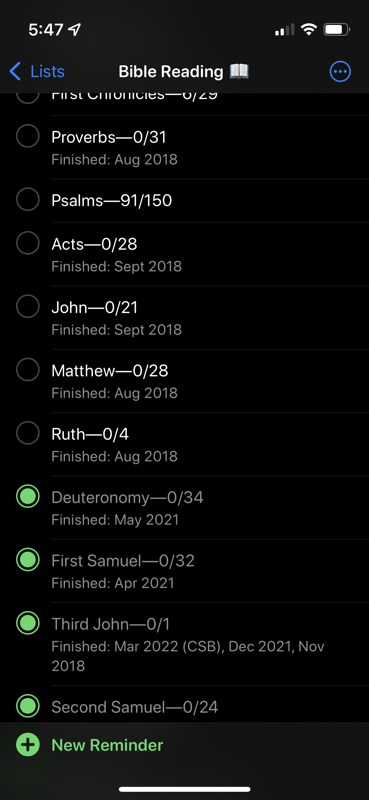 5:47
Lists
Bible Reading 📖
First Chronicles—6/29
Proverbs—0/31
Finished: Aug 2018
Psalms—91/150
Acts—0/28
Finished: Sept 2018
John—0/21
Finished: Sept 2018
Matthew—0/28
Finished: Aug 2018
Ruth—0/4
Finished: Aug 2018
Deuteronomy—0/34
Finished: May 2021
First Samuel—0/32
Finished: Apr 2021
Third John—0/1
Finished: Mar 2022 (CSB), Dec 2021, Nov
2018
Second Samuel—0/24
New Reminder